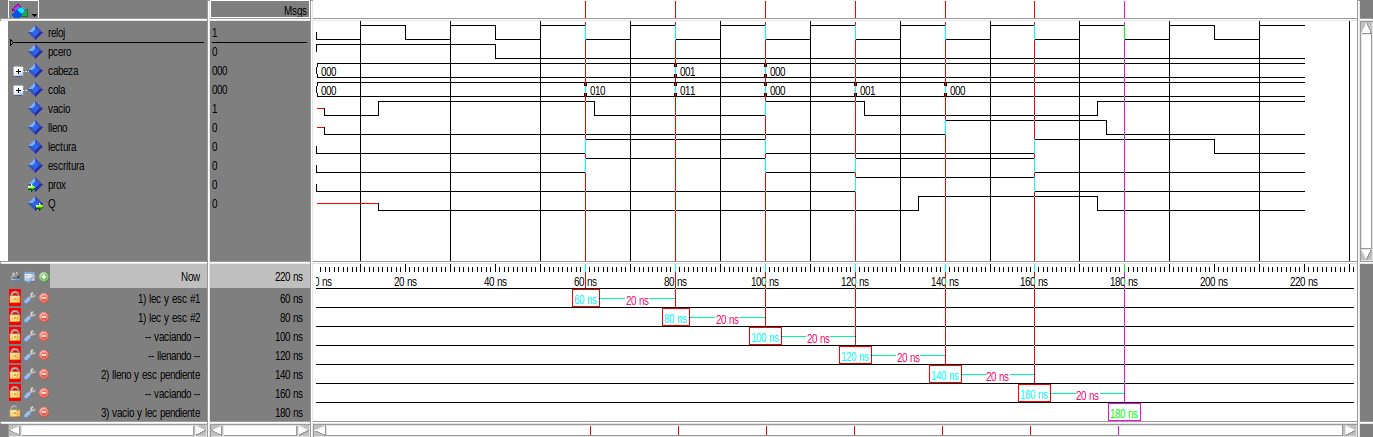 Msgs
reloj 1
pcero 0
cabeza 000 000 001 000
cola 000 000 010 011 000 001 000
vacio 1
lleno 0
lectura 0
escritura 0
prox 0
Q 0
Now 220 ns 0 ns 20 ns 40 ns 60 ns 80 ns 100 ns 120 ns 140 ns 160 ns 180 ns 200 ns 220 ns
1) lec y esc #1 60 ns 60 ns 20 ns
1) lec y esc #2 80 ns 80 ns 20 ns
-- vaciando -- 100 ns 100 ns 20 ns
-- llenando -- 120 ns 120 ns 20 ns
2) lleno y esc pendiente 140 ns 140 ns 20 ns
-- vaciando -- 160 ns 160 ns 20 ns
3) vacio y lec pendiente 180 ns 180 ns